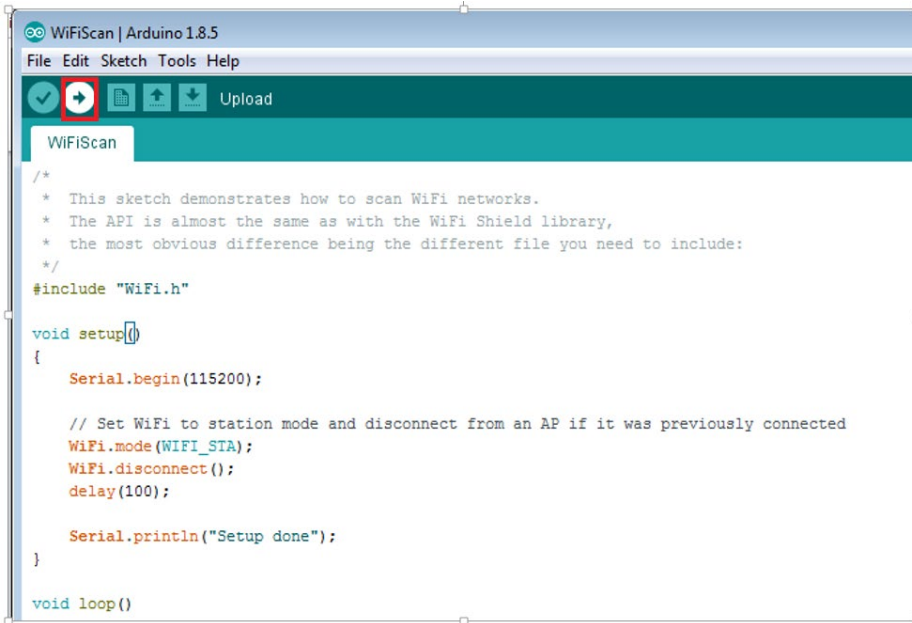 WiFiScan | Arduino 1.8.5
File Edit Sketch Tools Help
Upload
WiFiScan
/*
 *  This sketch demonstrates how to scan WiFi networks.
 *  The API is almost the same as with the WiFi Shield library,
 *  the most obvious difference being the different file you need to include:
 */
#include "WiFi.h"

void setup()
{
    Serial.begin(115200);

    // Set WiFi to station mode and disconnect from an AP if it was previously connected
    WiFi.mode(WIFI_STA);
    WiFi.disconnect();
    delay(100);

    Serial.println("Setup done");
}

void loop()